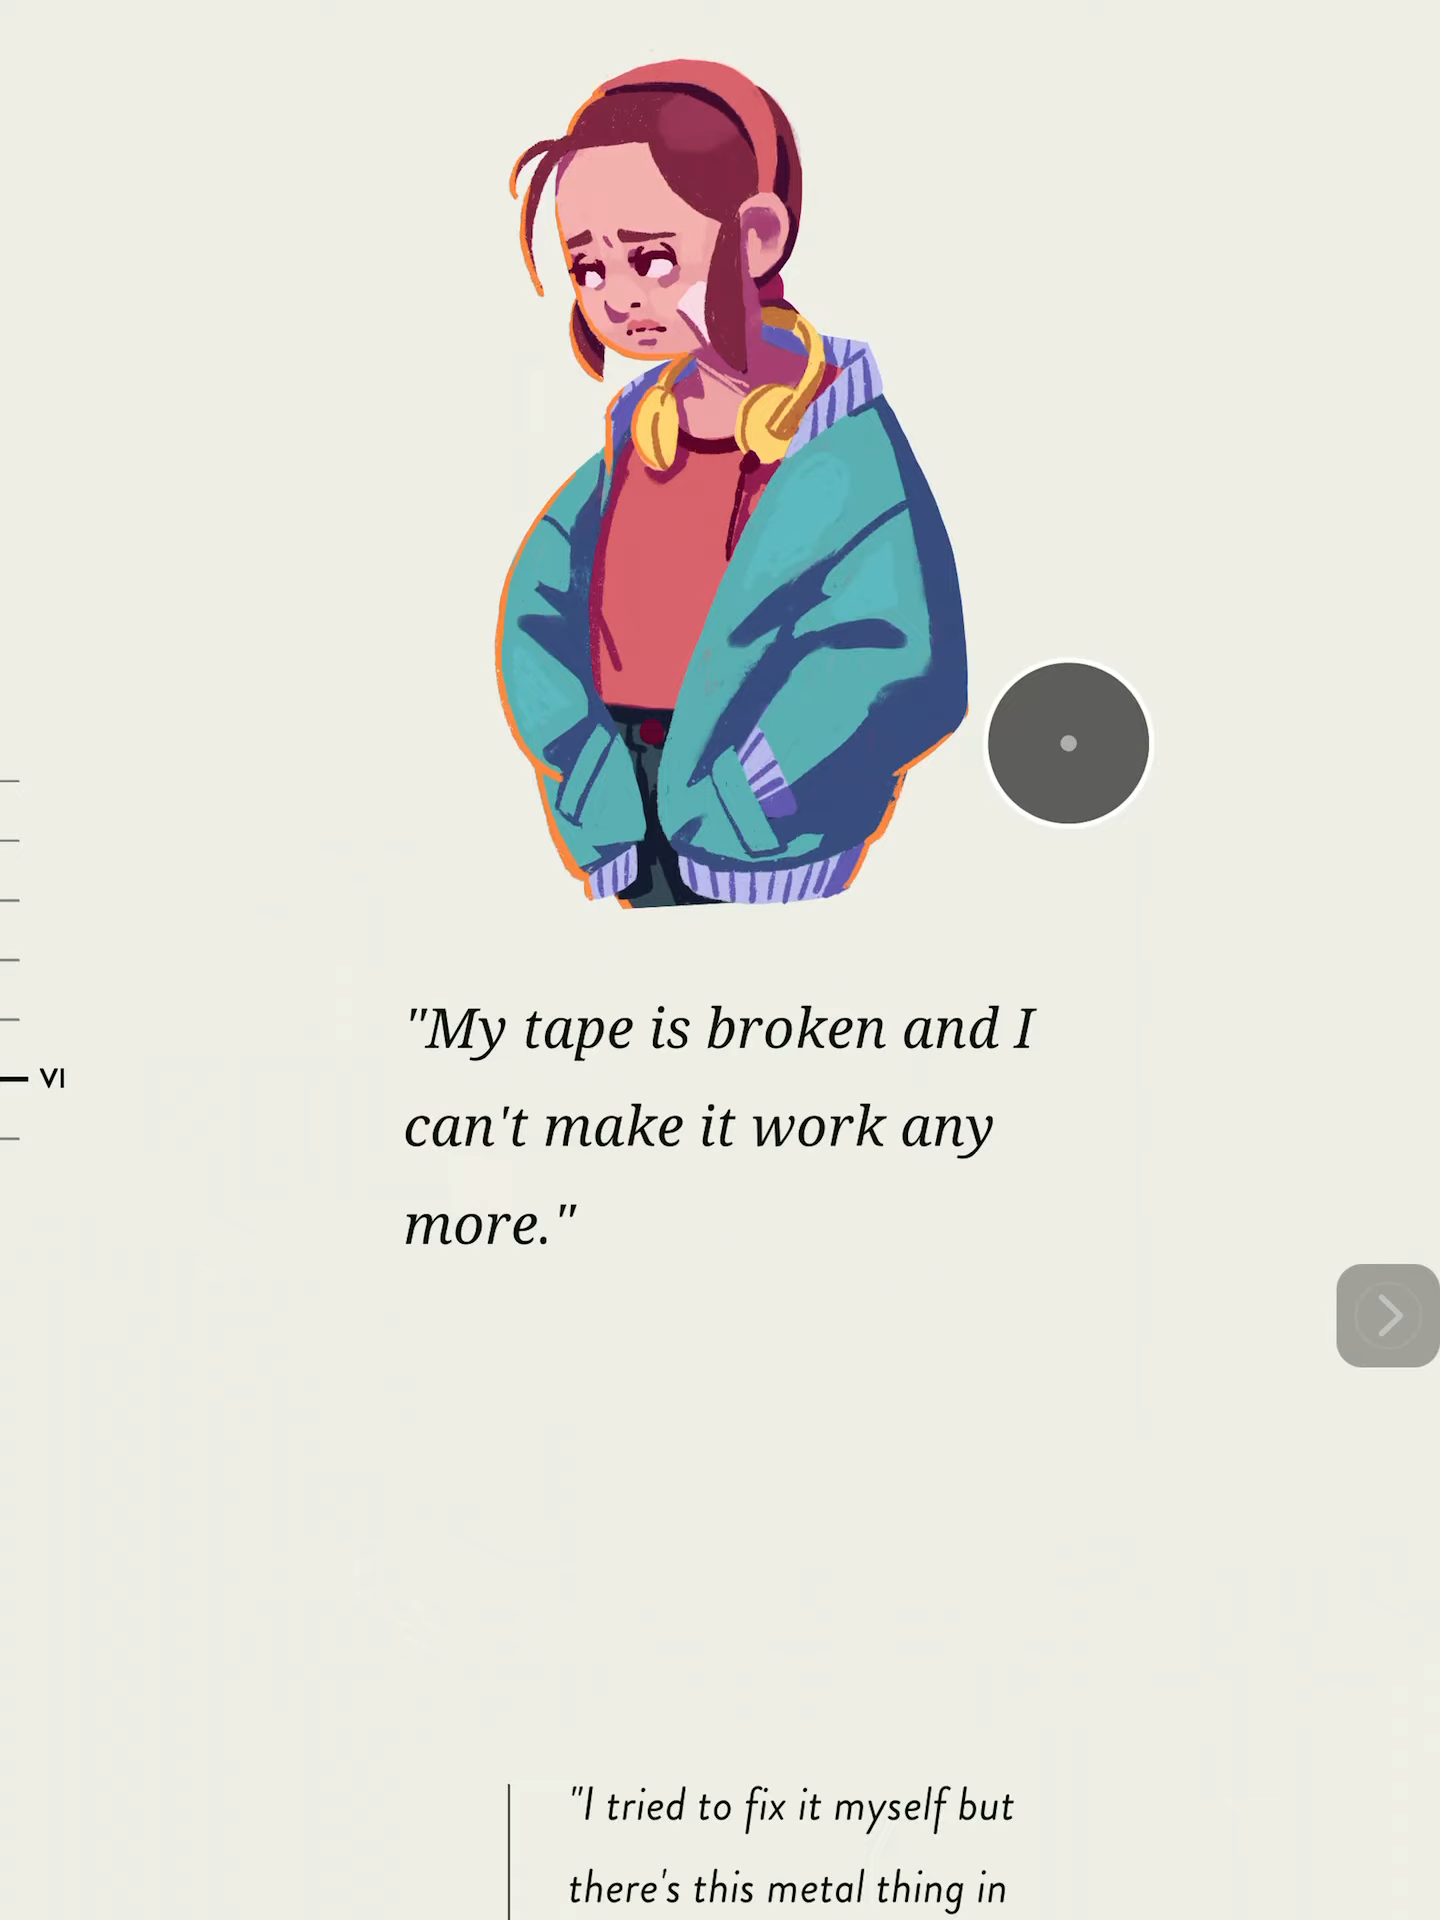 "My tape is broken and I
can't make it work any
VI
more."
"I tried to fix it myself but
there's this metal thing in